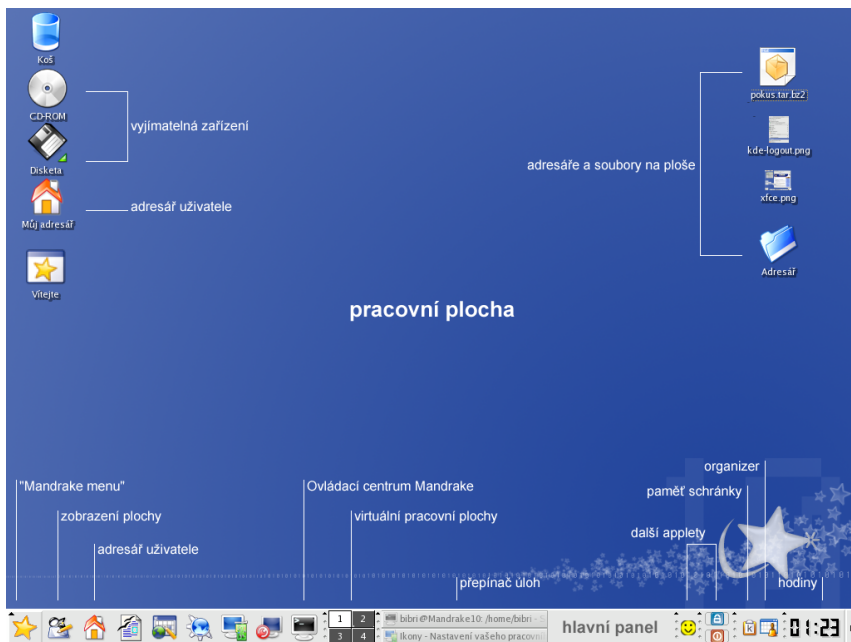 Koš
CD-ROM
Disketa
vyjímatelná zařízení
Můj adresář
adresář uživatele
Vítejte
pokus.tar.bz2
kde-logout.png
adresáře a soubory na ploše
xfce.png
Adresář
pracovní plocha
organizer
"Mandrake menu"
Ovládací centrum Mandrake
paměť schránky
zobrazení plochy
virtuální pracovní plochy
další applety
adresář uživatele
přepínač úloh
hodiny
1 2
bibri@Mandrake10: /home/bibri - S
hlavní panel
01:23
3 4
Ikony - Nastavení vašeho pracovní